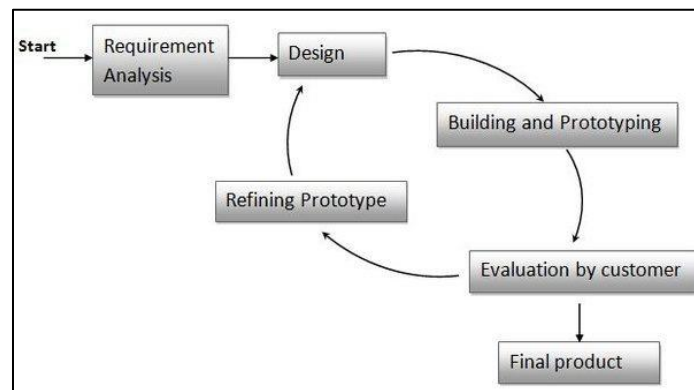 Start
Requirement
Analysis
Design
Building and Prototyping
Refining Prototype
Evaluation by customer
Final product